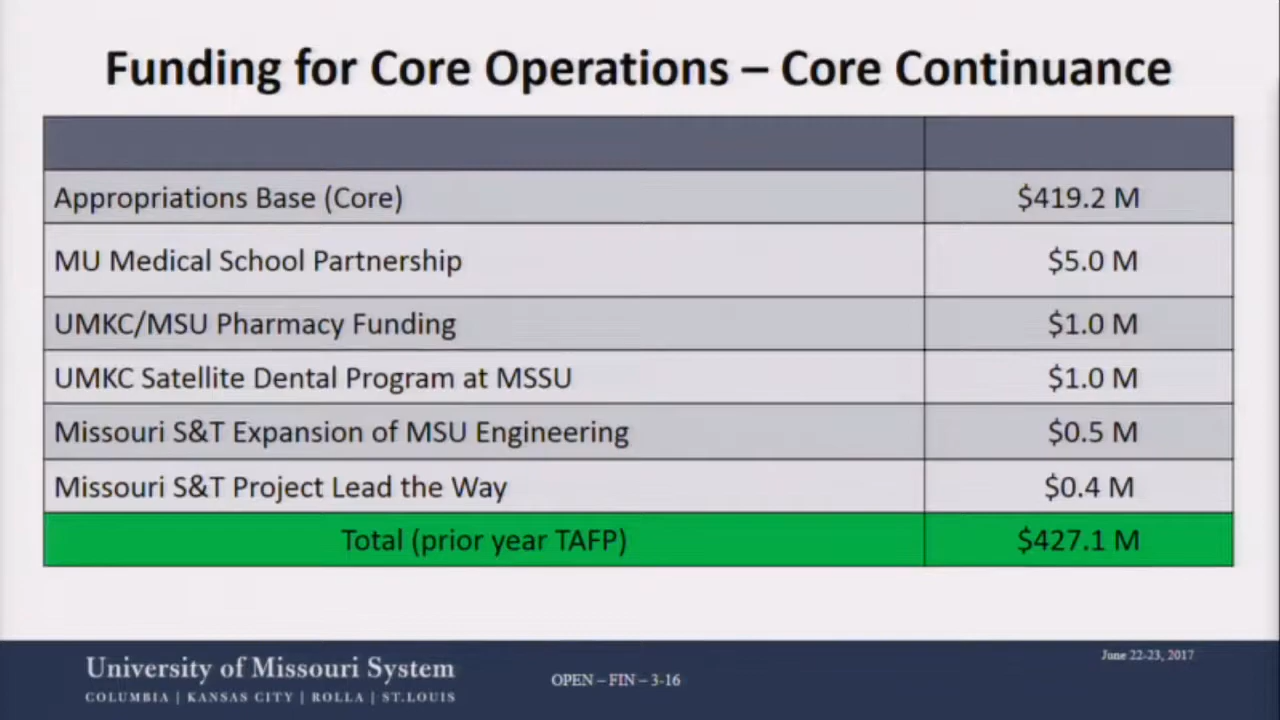 Funding for Core Operations – Core Continuance
Appropriations Base (Core) $419.2 M
MU Medical School Partnership $5.0 M
UMKC/MSU Pharmacy Funding $1.0 M
UMKC Satellite Dental Program at MSSU $1.0 M
Missouri S&T Expansion of MSU Engineering $0.5 M
Missouri S&T Project Lead the Way $0.4 M
Total (prior year TAFP) $427.1 M
University of Missouri System
COLUMBIA | KANSAS CITY | ROLLA | ST.LOUIS
OPEN – FIN – 3-16
June 22-23, 2017